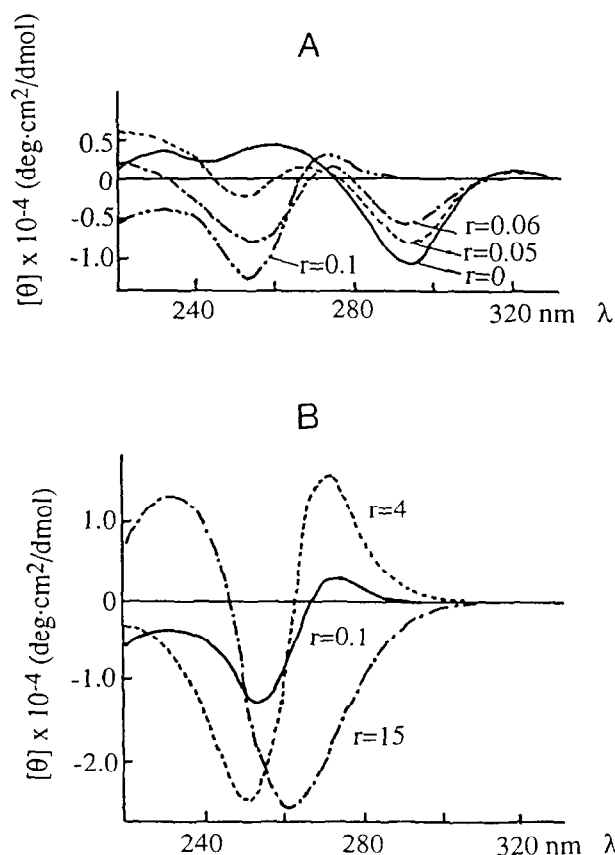 A
[θ] x 10-4 (deg·cm2/dmol)
0.5
0
-0.5
-1.0
r=0.06
r=0.05
r=0
r=0.1
240
280
320 nm
λ
B
[θ] x 10-4 (deg·cm2/dmol)
1.0
0
-1.0
-2.0
r=4
r=0.1
r=15
240
280
320 nm
λ